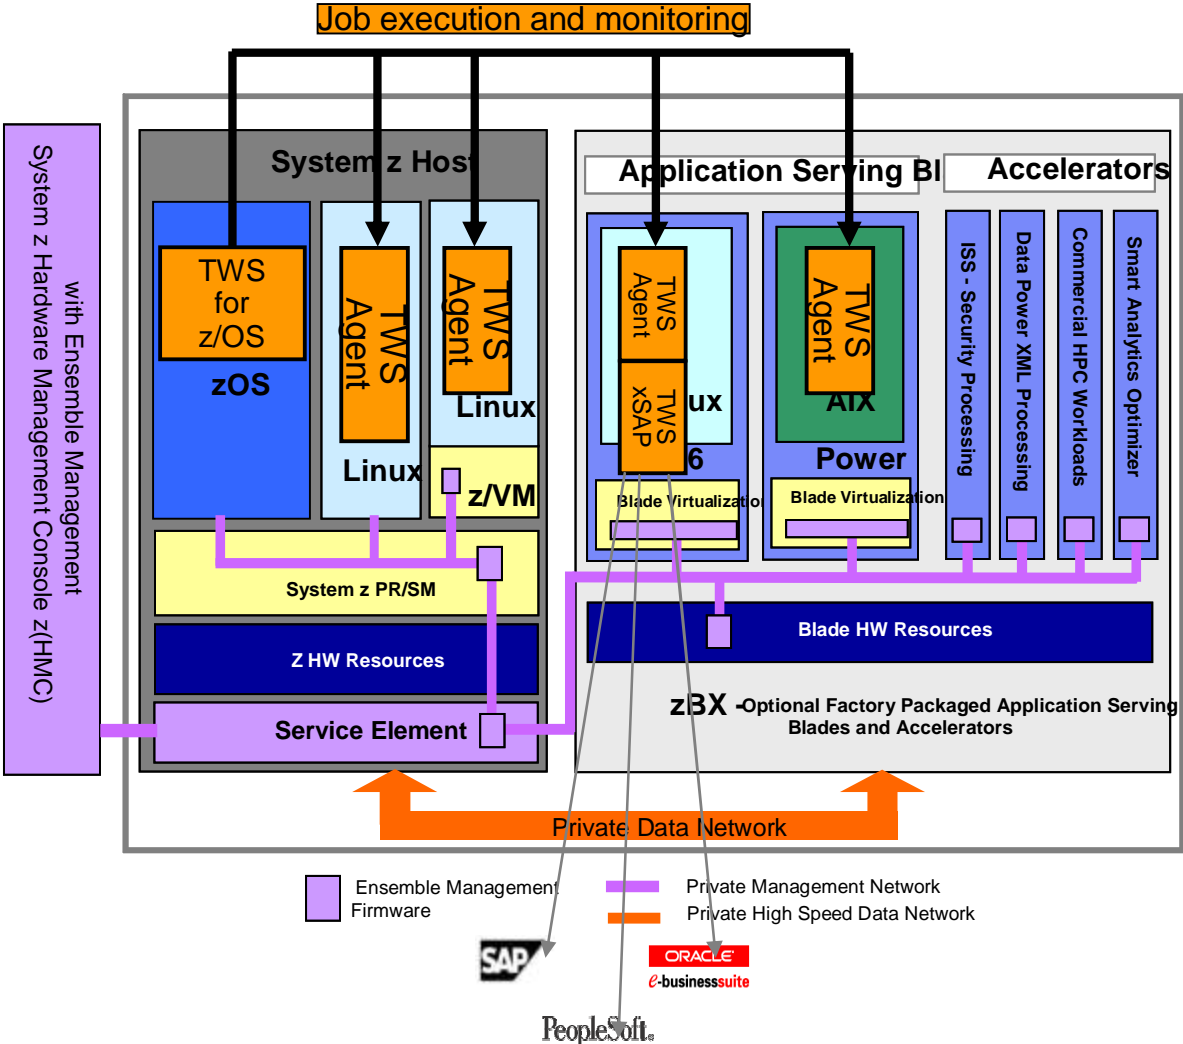 Job execution and monitoring
System z Hardware Management Console z(HMC)
with Ensemble Management
System z Host
TWS
for
z/OS
zOS
TWS
Agent
Linux
TWS
Agent
Linux
z/VM
System z PR/SM
Z HW Resources
Service Element
Application Serving Bl
Accelerators
TWS
Agent
TWS
xSAP
ux
6
Blade Virtualization
TWS
Agent
AIX
Power
Blade Virtualization
ISS - Security Processing
Data Power XML Processing
Commercial HPC Workloads
Smart Analytics Optimizer
Blade HW Resources
zBX -Optional Factory Packaged Application Serving
Blades and Accelerators
Private Data Network
Ensemble Management
Firmware
Private Management Network
Private High Speed Data Network
SAP
ORACLE
e-businesssuite
PeopleSoft.